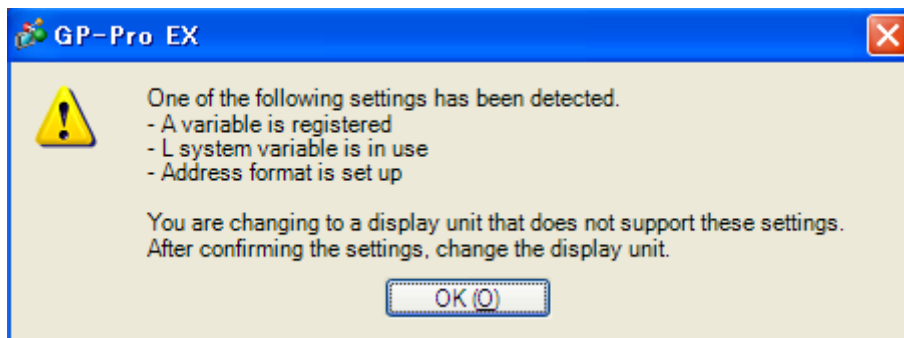 GP-Pro EX
One of the following settings has been detected.
- A variable is registered
- L system variable is in use
- Address format is set up
You are changing to a display unit that does not support these settings.
After confirming the settings, change the display unit.
OK (O)